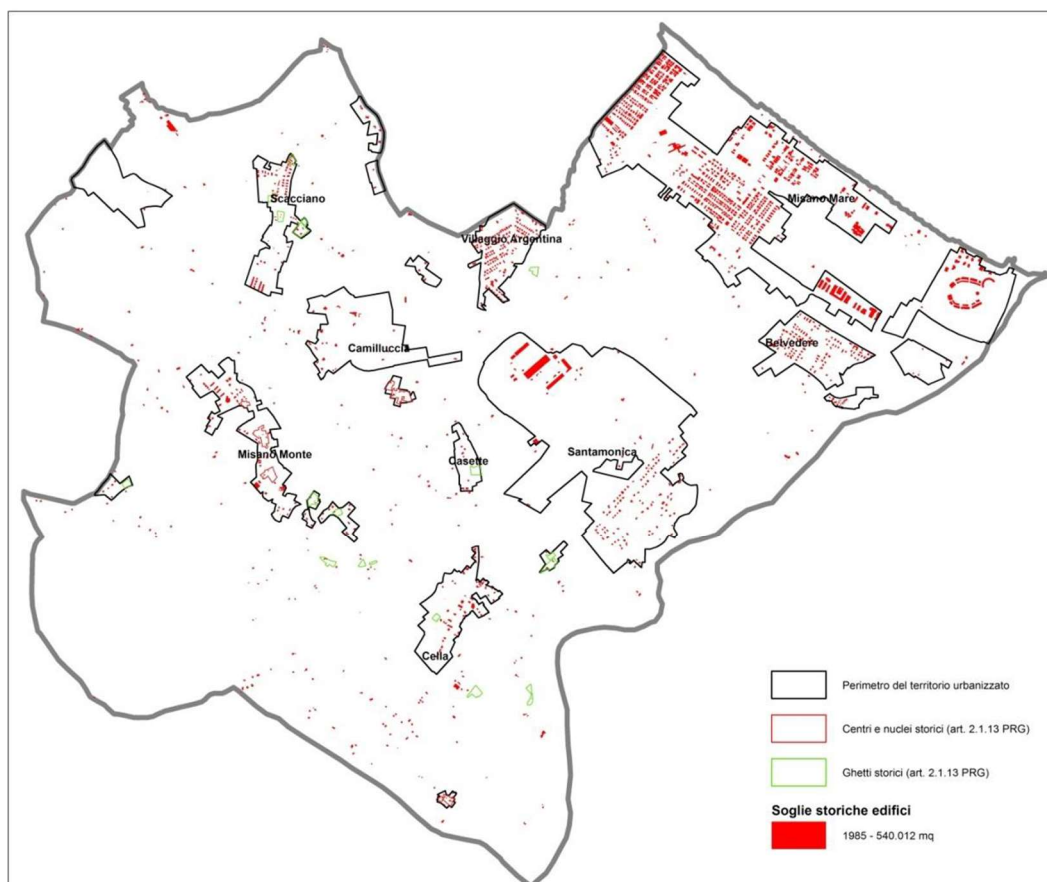 Scacciano
Misano Mare
Villaggio Argentina
Camilluccia
Belvedere
Misano Monte
Casette
Santamonica
Cella
Perimetro del territorio urbanizzato
Centri e nuclei storici (art. 2.1.13 PRG)
Ghetti storici (art. 2.1.13 PRG)
Soglie storiche edifici
1985 - 540.012 mq